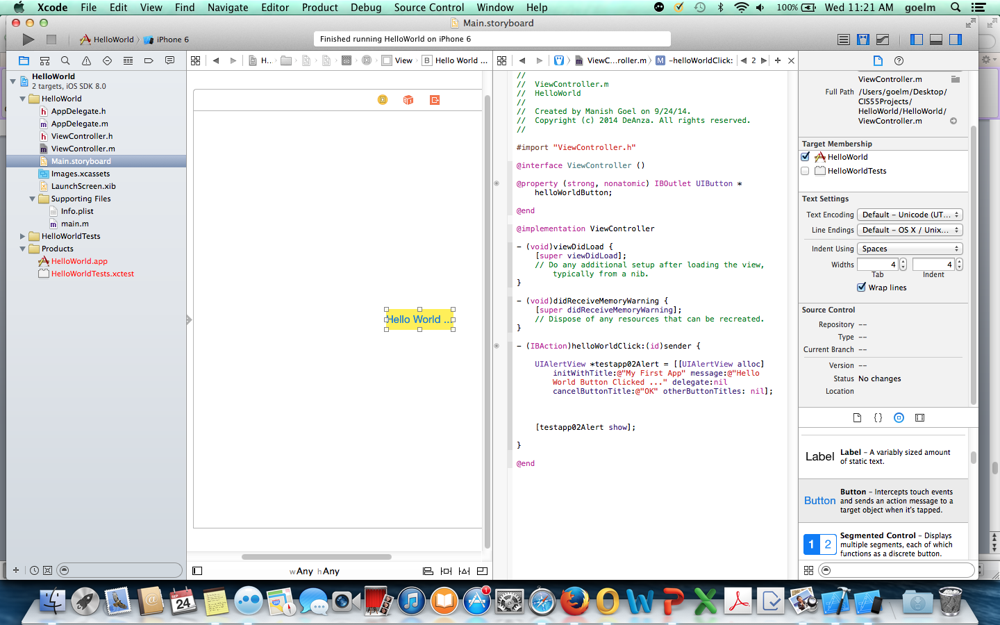 Xcode File Edit View Find Navigate Editor Product Debug Source Control Window Help 100% Wed 11:21 AM goelm
Main.storyboard
HelloWorld iPhone 6
Finished running HelloWorld on iPhone 6
H.. View B Hello World ...
ViewC...roller.m M -helloWorldClick: 2
HelloWorld
2 targets, iOS SDK 8.0
HelloWorld
h AppDelegate.h
m AppDelegate.m
h ViewController.h
m ViewController.m
Main.storyboard
Images.xcassets
LaunchScreen.xib
Supporting Files
Info.plist
m main.m
HelloWorldTests
Products
HelloWorld.app
HelloWorldTests.xctest
Hello World ...
wAny hAny
//
// ViewController.m
// HelloWorld
//
// Created by Manish Goel on 9/24/14.
// Copyright (c) 2014 DeAnza. All rights reserved.
//
#import "ViewController.h"
@interface ViewController ()
@property (strong, nonatomic) IBOutlet UIButton *
helloWorldButton;
@end
@implementation ViewController
- (void)viewDidLoad {
[super viewDidLoad];
// Do any additional setup after loading the view,
typically from a nib.
}
- (void)didReceiveMemoryWarning {
[super didReceiveMemoryWarning];
// Dispose of any resources that can be recreated.
}
- (IBAction)helloWorldClick:(id)sender {
UIAlertView *testapp02Alert = [[UIAlertView alloc]
initWithTitle:@"My First App" message:@"Hello
World Button Clicked ..." delegate:nil
cancelButtonTitle:@"OK" otherButtonTitles: nil];
[testapp02Alert show];
}
@end
ViewController.m
Full Path /Users/goelm/Desktop/
CIS55Projects/
HelloWorld/HelloWorld/
ViewController.m
Target Membership
HelloWorld
HelloWorldTests
Text Settings
Text Encoding Default - Unicode (UT...
Line Endings Default - OS X / Unix...
Indent Using Spaces
Widths 4 4
Tab Indent
Wrap lines
Source Control
Repository --
Type --
Current Branch --
Version --
Status No changes
Location
{}
Label Label - A variably sized amount
of static text.
Button Button - Intercepts touch events
and sends an action message to a
target object when it's tapped.
1 2 Segmented Control - Displays
multiple segments, each of which
functions as a discrete button.
SEP
24
1